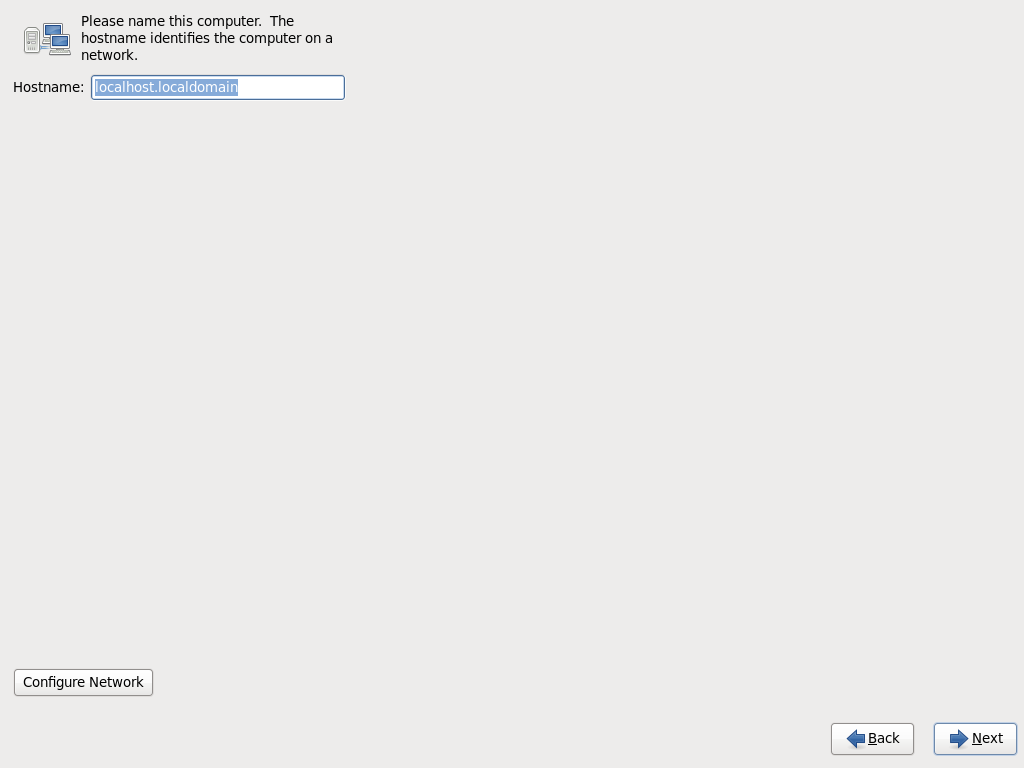 Please name this computer.  The
hostname identifies the computer on a
network.
Hostname: localhost.localdomain
Configure Network
Back
Next